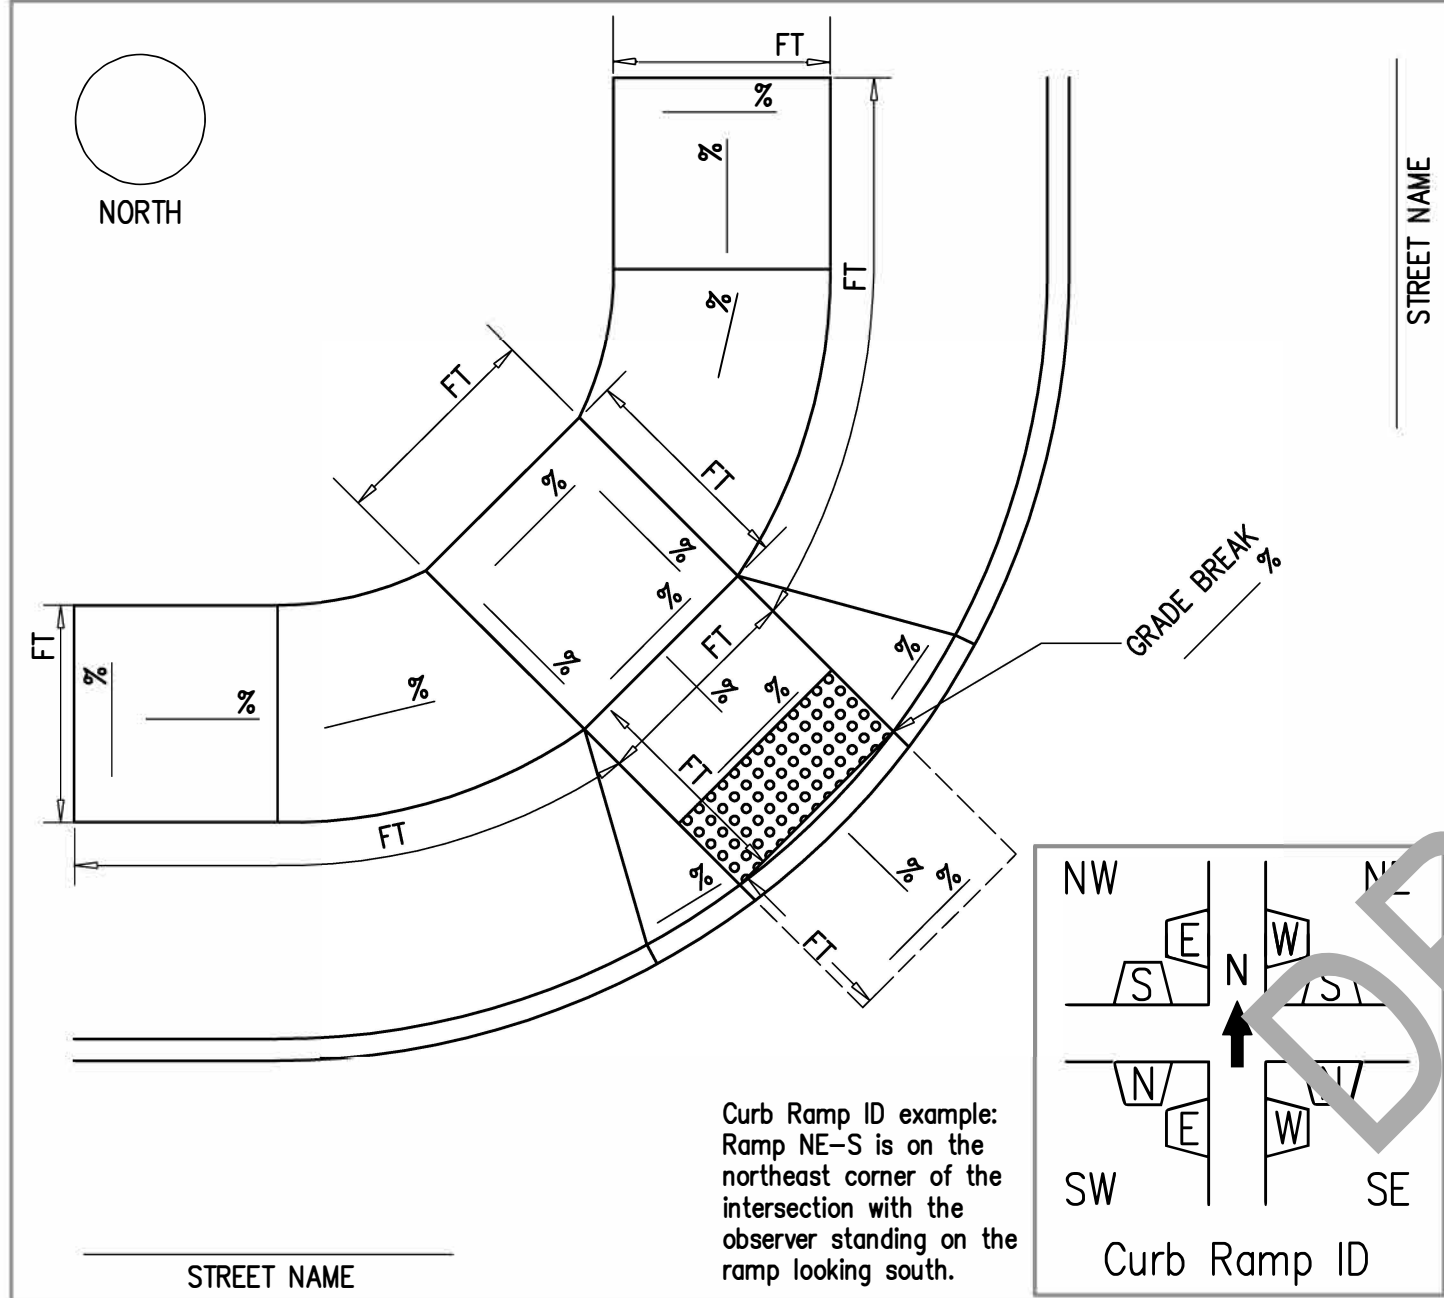 FT
%
%
NORTH
STREET NAME
FT
%
FT
FT
%
%
GRADE BREAK
%
FT
%
%
%
%
%
FT
%
%
%
%
FT
FT
%
%
%
FT
Curb Ramp ID example:
Ramp NE-S is on the
northeast corner of the
intersection with the
observer standing on the
ramp looking south.
STREET NAME
NW
NE
E
W
S
N
S
N
N
E
W
SW
SE
Curb Ramp ID